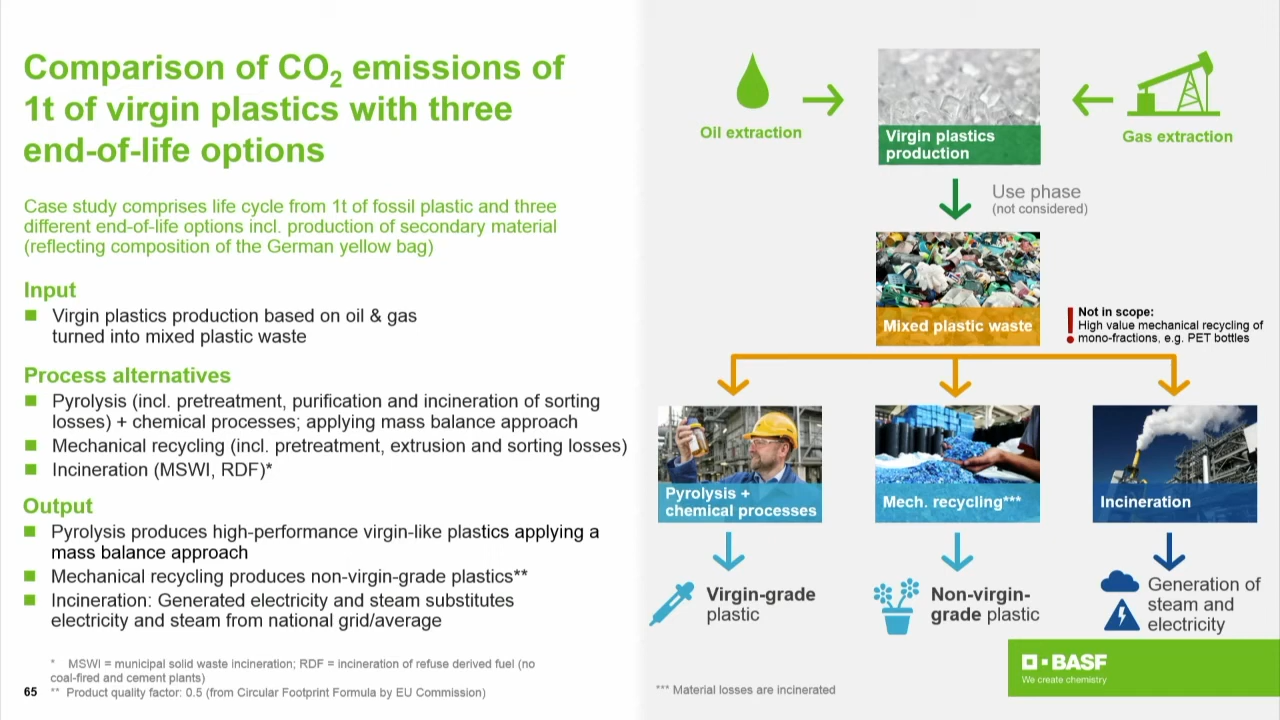 Comparison of CO₂ emissions of
1t of virgin plastics with three
end-of-life options
Case study comprises life cycle from 1t of fossil plastic and three
different end-of-life options incl. production of secondary material
(reflecting composition of the German yellow bag)
Input
Virgin plastics production based on oil & gas
turned into mixed plastic waste
Process alternatives
Pyrolysis (incl. pretreatment, purification and incineration of sorting
losses) + chemical processes; applying mass balance approach
Mechanical recycling (incl. pretreatment, extrusion and sorting losses)
Incineration (MSWI, RDF)*
Output
Pyrolysis produces high-performance virgin-like plastics applying a
mass balance approach
Mechanical recycling produces non-virgin-grade plastics**
Incineration: Generated electricity and steam substitutes
electricity and steam from national grid/average
* MSWI = municipal solid waste incineration; RDF = incineration of refuse derived fuel (no
coal-fired and cement plants)
65 ** Product quality factor: 0.5 (from Circular Footprint Formula by EU Commission)
Oil extraction
Virgin plastics
production
Gas extraction
Use phase
(not considered)
Mixed plastic waste
Not in scope:
High value mechanical recycling of
mono-fractions, e.g. PET bottles
Pyrolysis +
chemical processes
Mech. recycling***
Incineration
Virgin-grade
plastic
Non-virgin-
grade plastic
Generation of
steam and
electricity
*** Material losses are incinerated
BASF
We create chemistry